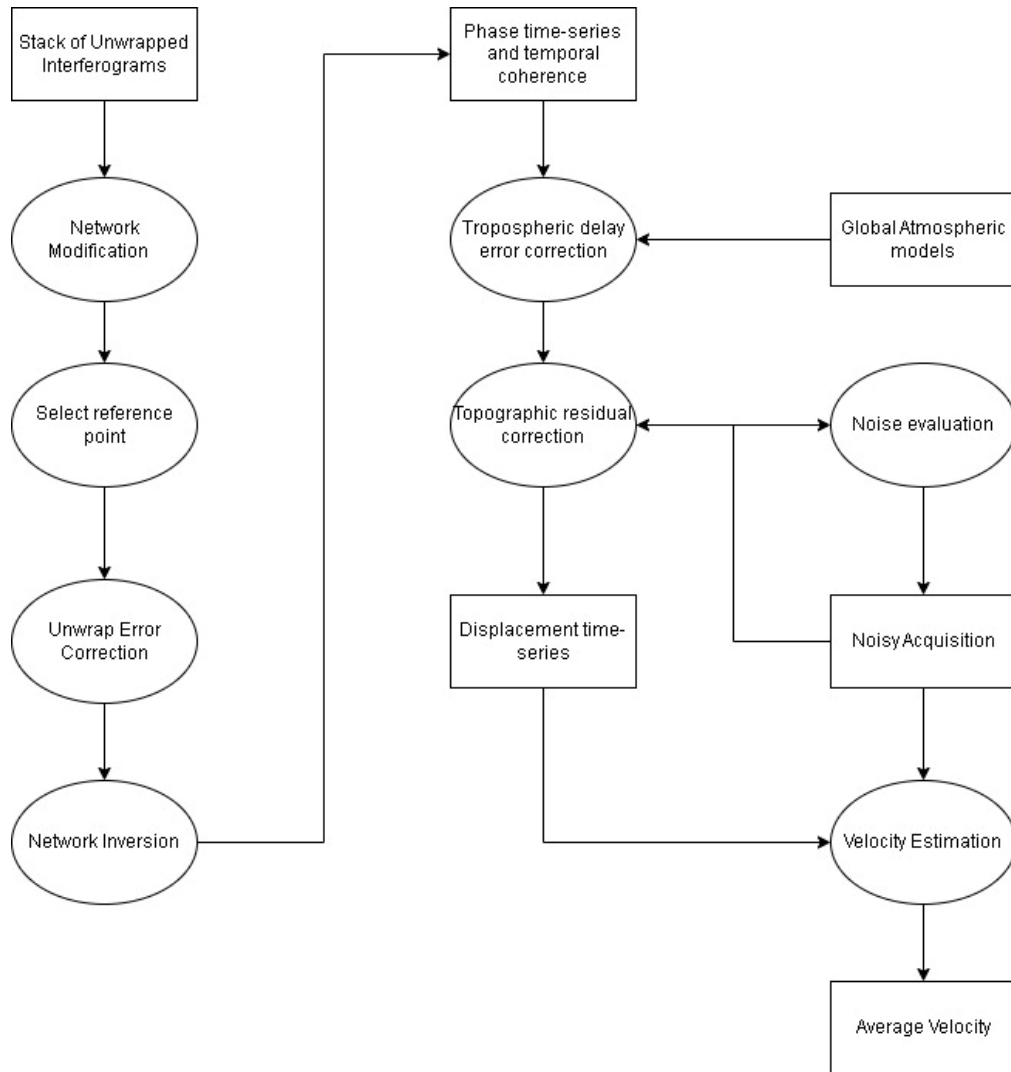 Stack of Unwrapped
Interferograms
Network
Modification
Select reference
point
Unwrap Error
Correction
Network Inversion
Phase time-series
and temporal
coherence
Tropospheric delay
error correction
Global Atmospheric
models
Topographic residual
correction
Noise evaluation
Displacement time-
series
Noisy Acquisition
Velocity Estimation
Average Velocity